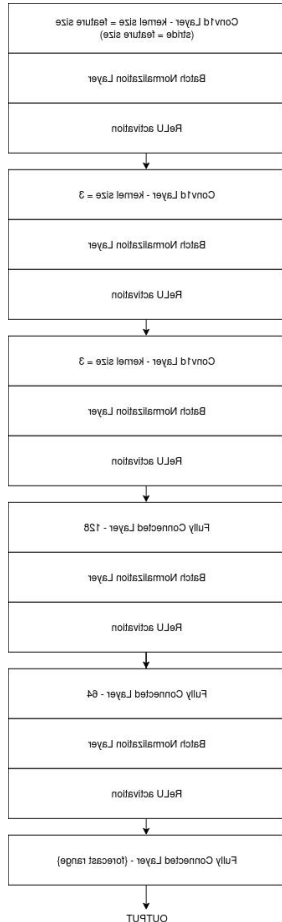 Conv1d Layer - kernel size = feature size
(stride = feature size)
Batch Normalization Layer
ReLU activation
Conv1d Layer - kernel size = 3
Batch Normalization Layer
ReLU activation
Conv1d Layer - kernel size = 3
Batch Normalization Layer
ReLU activation
Fully Connected Layer - 128
Batch Normalization Layer
ReLU activation
Fully Connected Layer - 64
Batch Normalization Layer
ReLU activation
Fully Connected Layer - {forecast range}
OUTPUT